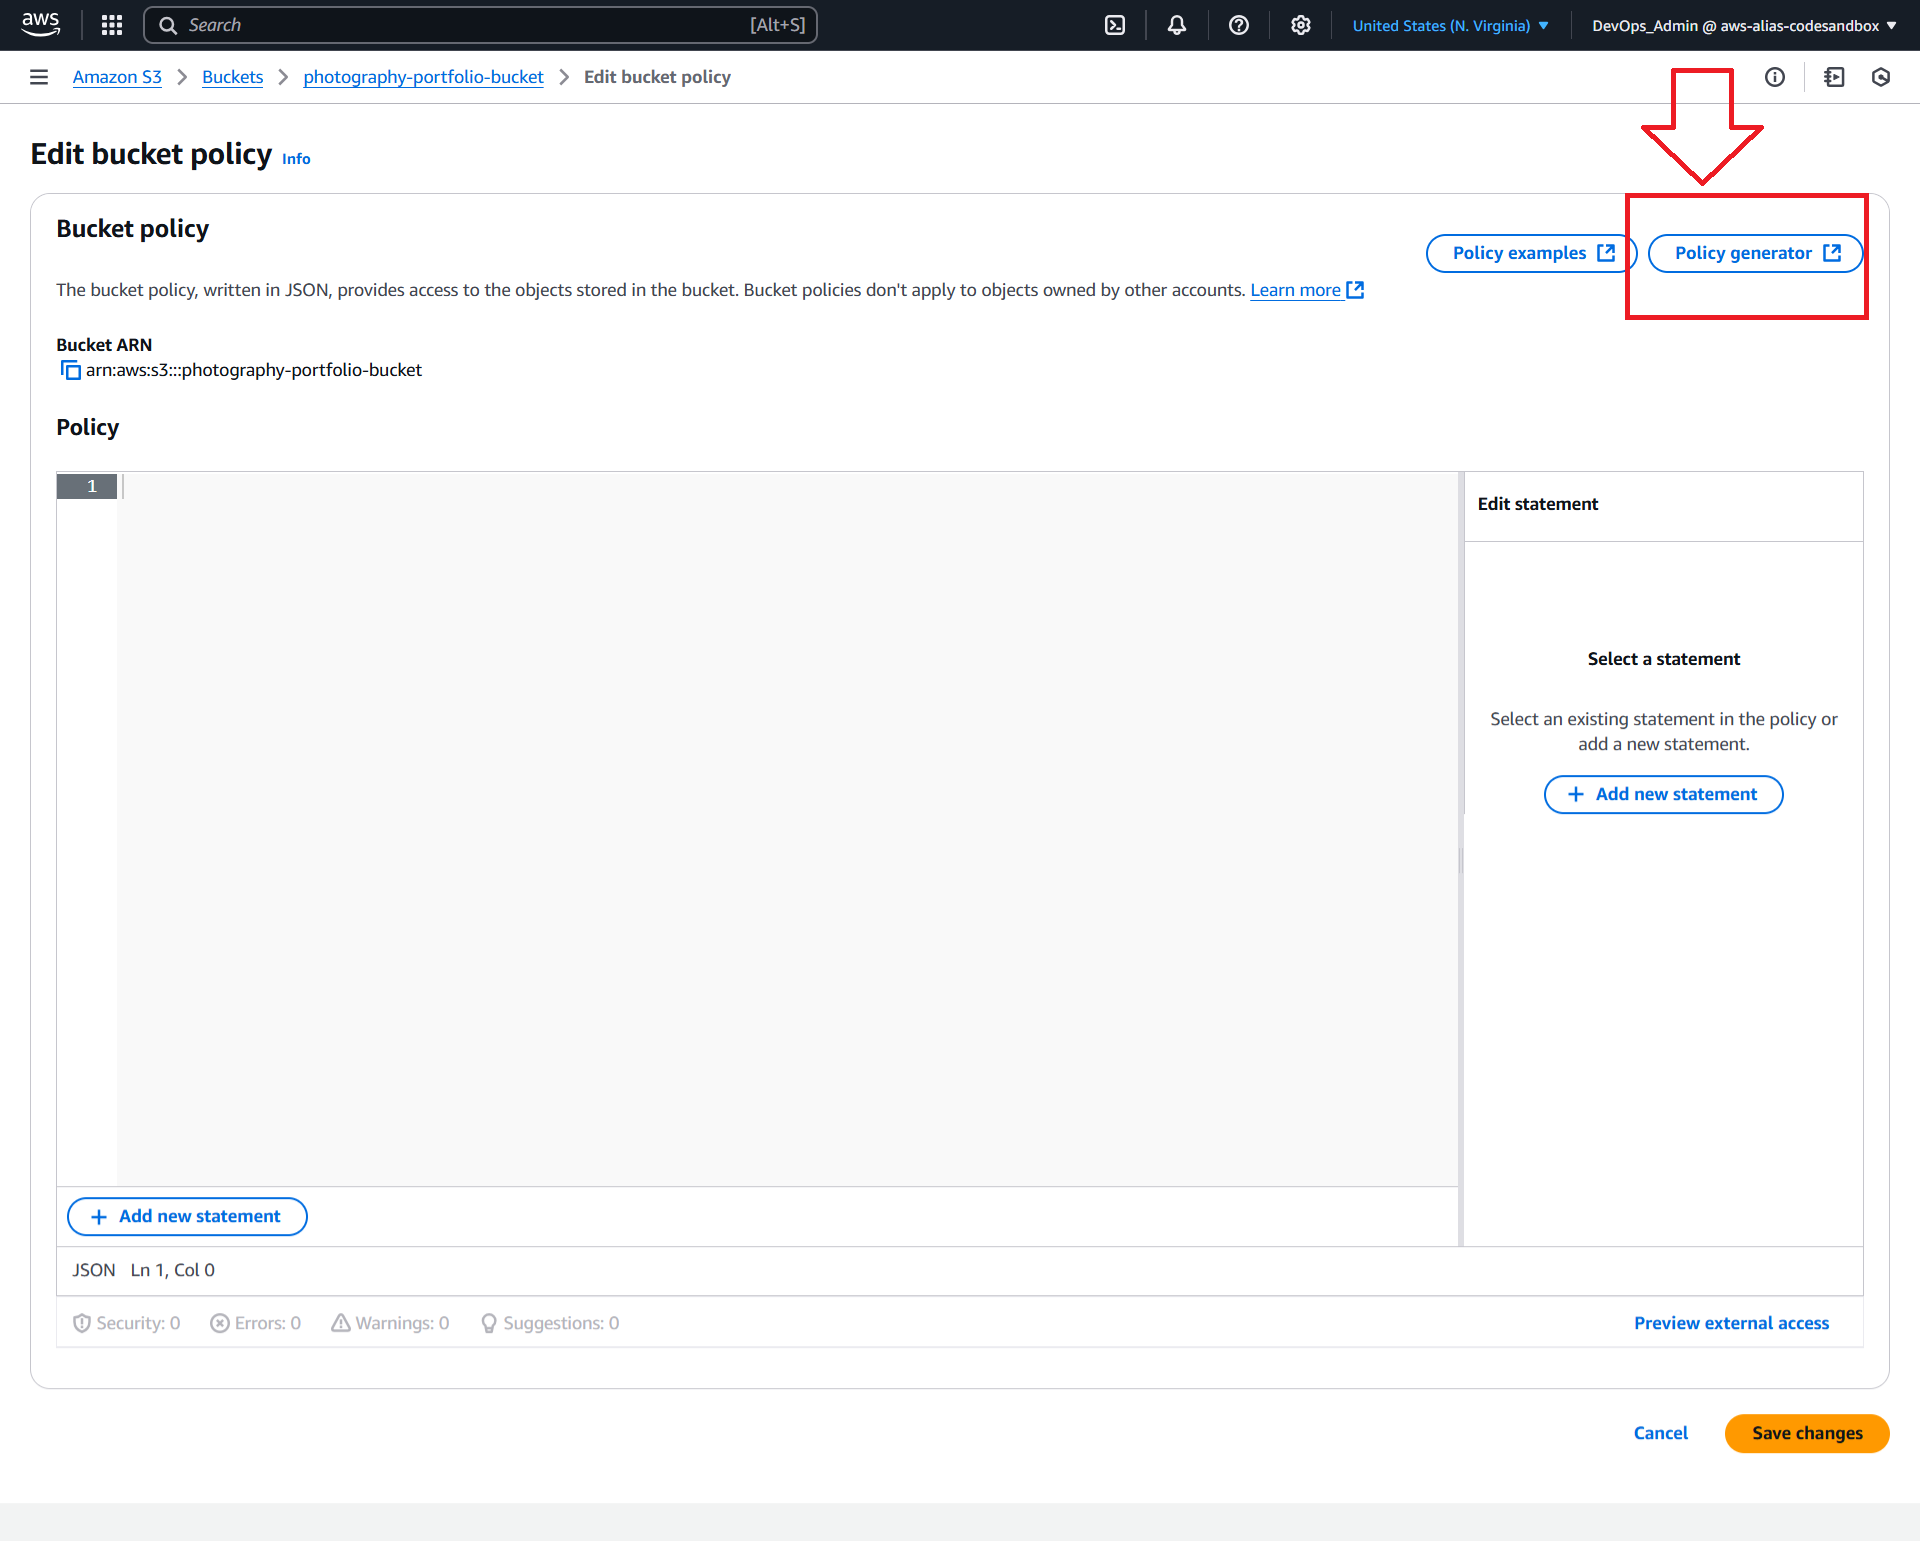 aws
Search [Alt+S]
United States (N. Virginia)
DevOps_Admin @ aws-alias-codesandbox
Amazon S3
Buckets
photography-portfolio-bucket
Edit bucket policy
Edit bucket policy Info
Bucket policy
Policy examples
Policy generator
The bucket policy, written in JSON, provides access to the objects stored in the bucket. Bucket policies don't apply to objects owned by other accounts. Learn more
Bucket ARN
arn:aws:s3:::photography-portfolio-bucket
Policy
1
Edit statement
Select a statement
Select an existing statement in the policy or
add a new statement.
+ Add new statement
+ Add new statement
JSON Ln 1, Col 0
Security: 0 Errors: 0 Warnings: 0 Suggestions: 0
Preview external access
Cancel
Save changes